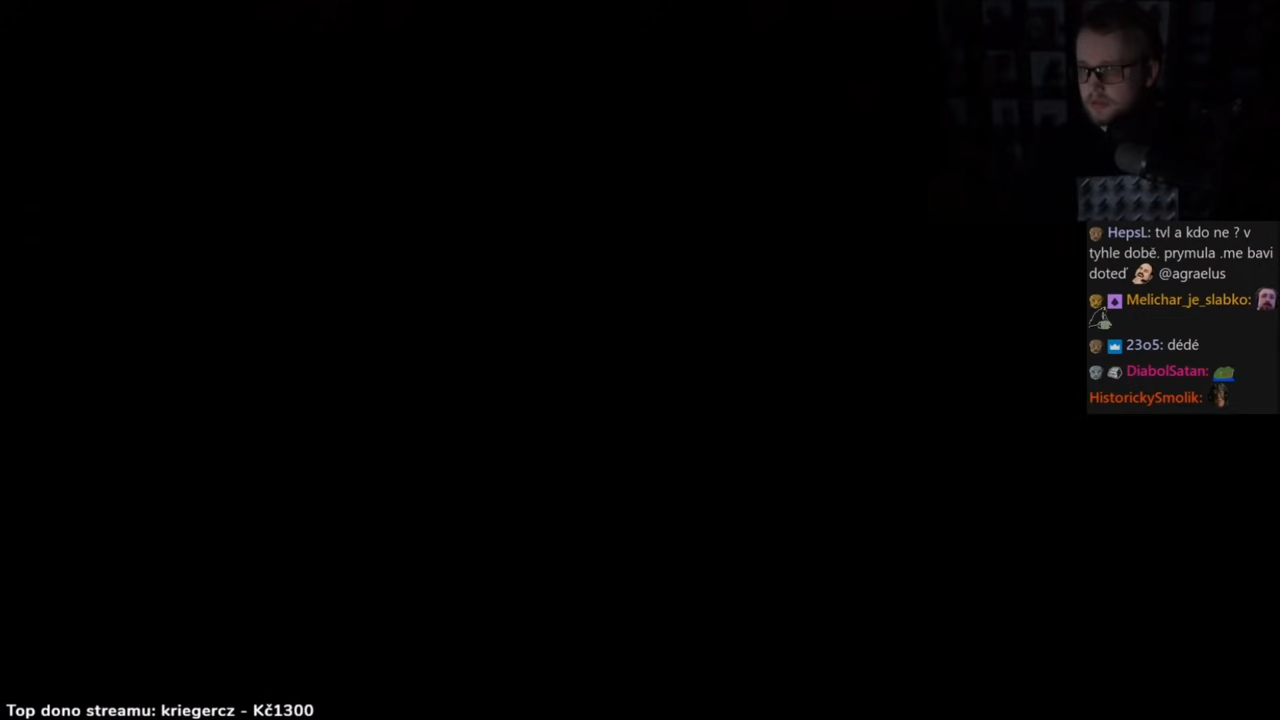 HepsL: tvl a kdo ne ? v
tyhle době. prymula .me bavi
doteď @agraelus
Melichar_je_slabko:
23o5: dédé
DiabolSatan:
HistorickySmolik:
Top dono streamu: kriegercz - Kč1300